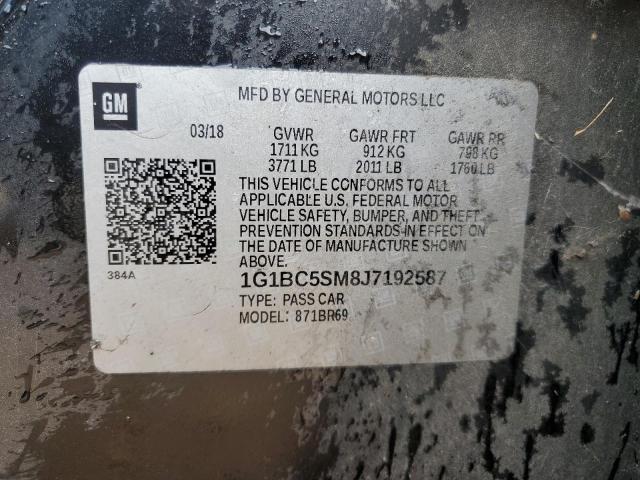 GM
MFD BY GENERAL MOTORS LLC
03/18 GVWR GAWR FRT GAWR RR
1711 KG 912 KG 798 KG
3771 LB 2011 LB 1760 LB
THIS VEHICLE CONFORMS TO ALL
APPLICABLE U.S. FEDERAL MOTOR
VEHICLE SAFETY, BUMPER, AND THEFT
PREVENTION STANDARDS IN EFFECT ON
THE DATE OF MANUFACTURE SHOWN
ABOVE.
384A
1G1BC5SM8J7192587
TYPE: PASS CAR
MODEL: 871BR69